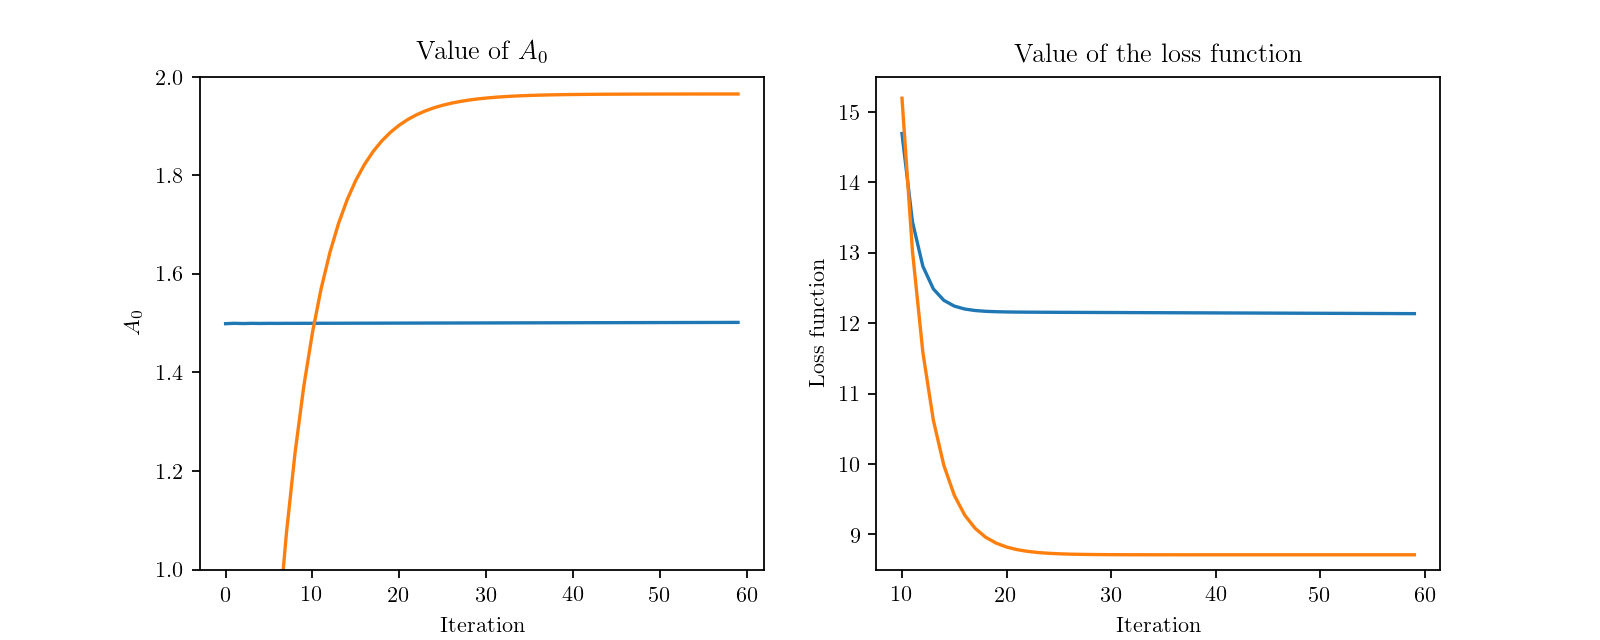 Value of A₀
2.0
1.8
1.6
1.4
1.2
1.0
A₀
0 10 20 30 40 50 60
Iteration
Value of the loss function
15
14
13
12
11
10
9
Loss function
10 20 30 40 50 60
Iteration